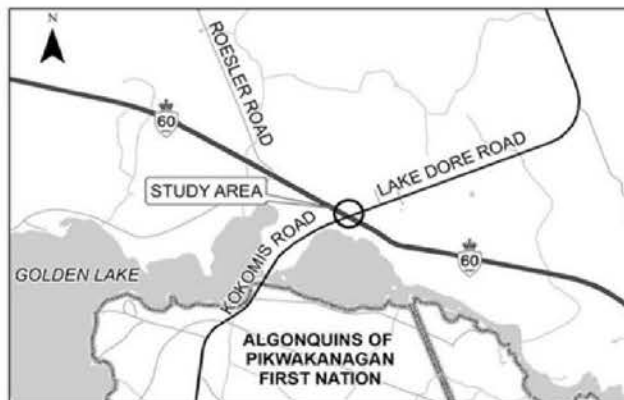 N
60
ROESLER ROAD
LAKE DORE ROAD
STUDY AREA
KOKOMIS ROAD
60
GOLDEN LAKE
ALGONQUINS OF
PIKWAKANAGAN
FIRST NATION